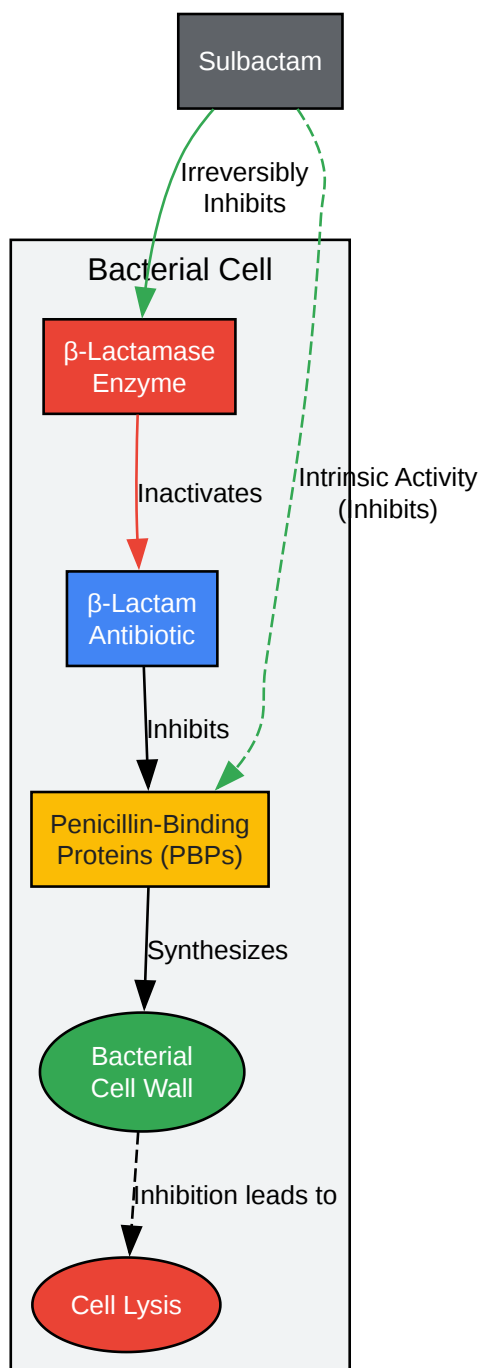 Sulbactam
Irreversibly
Inhibits
Bacterial Cell
β-Lactamase
Enzyme
Inactivates
Intrinsic Activity
(Inhibits)
β-Lactam
Antibiotic
Inhibits
Penicillin-Binding
Proteins (PBPs)
Synthesizes
Bacterial
Cell Wall
Inhibition leads to
Cell Lysis